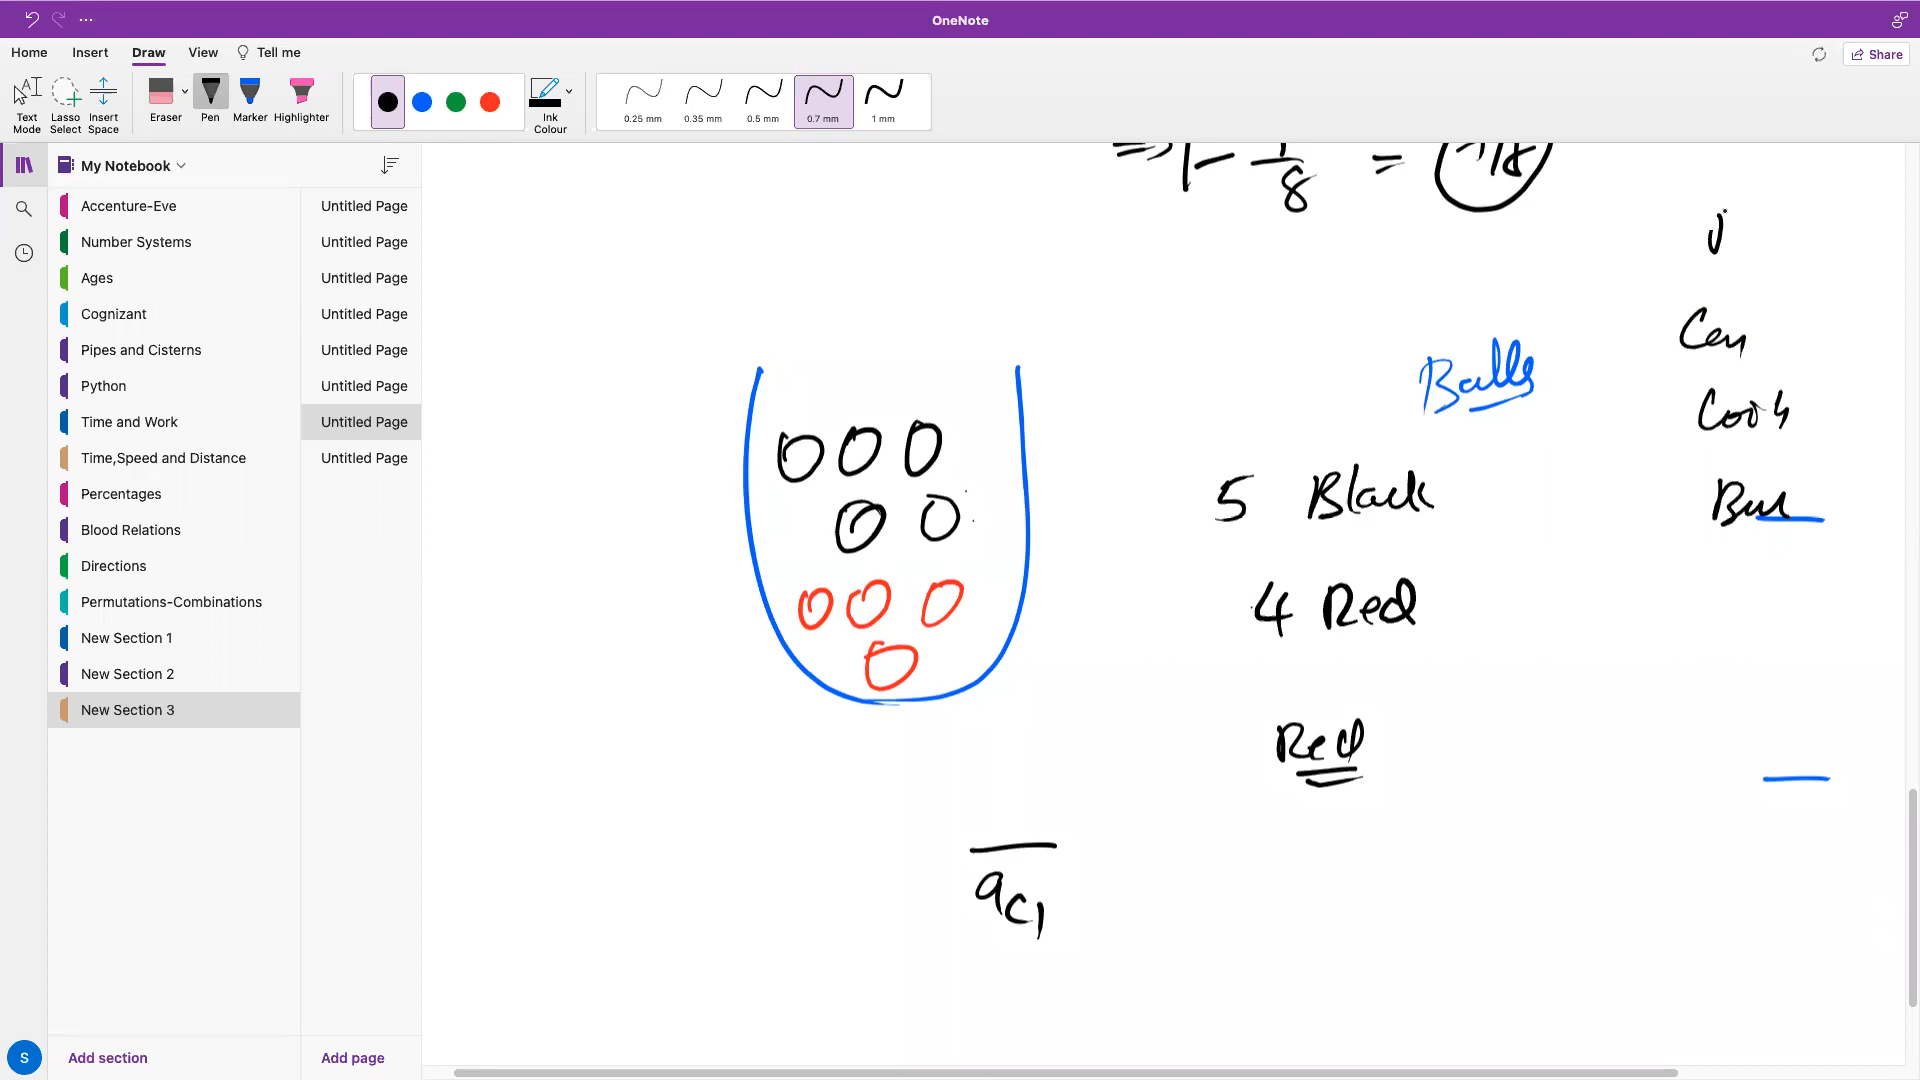 OneNote
Home Insert Draw View Tell me
Share
Text Mode
Lasso Select
Insert Space
Eraser
Pen
Marker
Highlighter
Ink Colour
0.25 mm
0.35 mm
0.5 mm
0.7 mm
1 mm
My Notebook
Accenture-Eve
Number Systems
Ages
Cognizant
Pipes and Cisterns
Python
Time and Work
Time,Speed and Distance
Percentages
Blood Relations
Directions
Permutations-Combinations
New Section 1
New Section 2
New Section 3
Add section
Untitled Page
Untitled Page
Untitled Page
Untitled Page
Untitled Page
Untitled Page
Untitled Page
Untitled Page
Add page
S
8 =
Balls
5 Black
4 Red
Red
9C1